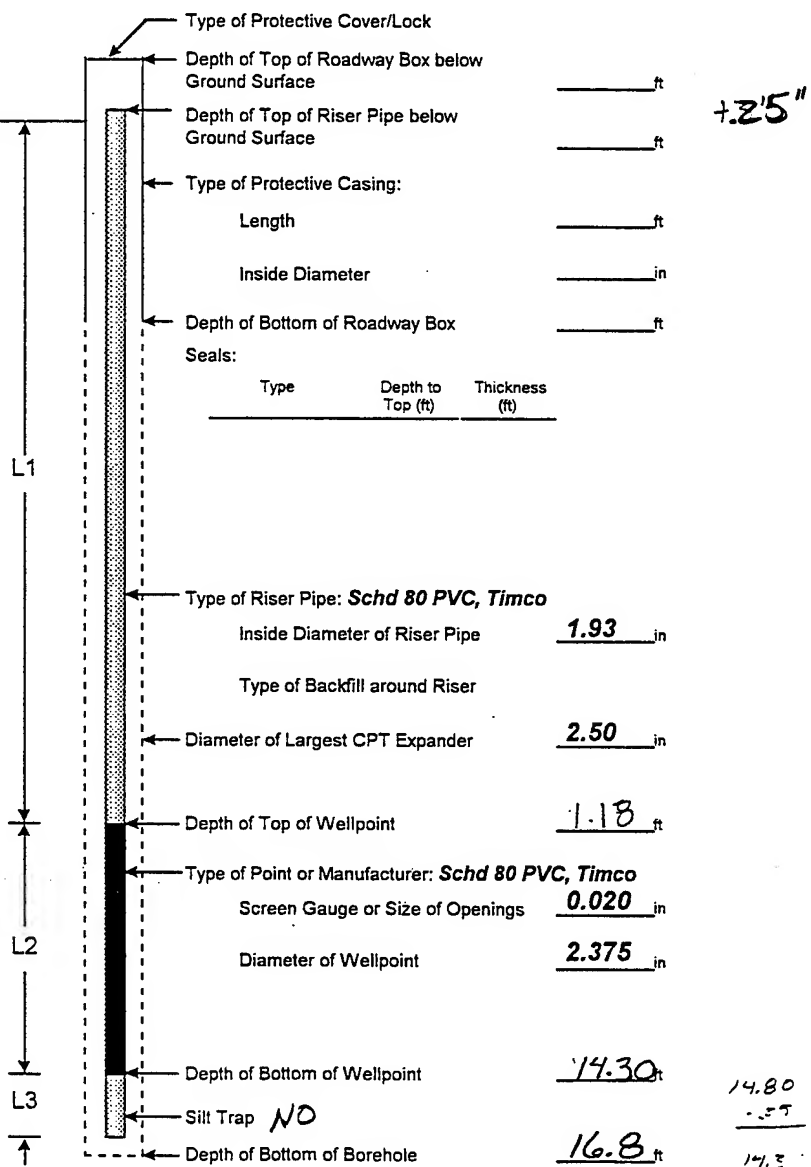 Type of Protective Cover/Lock
Depth of Top of Roadway Box below
Ground Surface ft
Depth of Top of Riser Pipe below
Ground Surface ft
Type of Protective Casing:
Length ft
Inside Diameter in
Depth of Bottom of Roadway Box ft
Seals:
Type Depth to Thickness
Top (ft) (ft)
L1
Type of Riser Pipe: Schd 80 PVC, Timco
Inside Diameter of Riser Pipe 1.93 in
Type of Backfill around Riser
Diameter of Largest CPT Expander 2.50 in
Depth of Top of Wellpoint 1.18 ft
Type of Point or Manufacturer: Schd 80 PVC, Timco
Screen Gauge or Size of Openings 0.020 in
L2
Diameter of Wellpoint 2.375 in
Depth of Bottom of Wellpoint 14.30 ft
14.80
L3
Silt Trap NO
Depth of Bottom of Borehole 16.8 ft